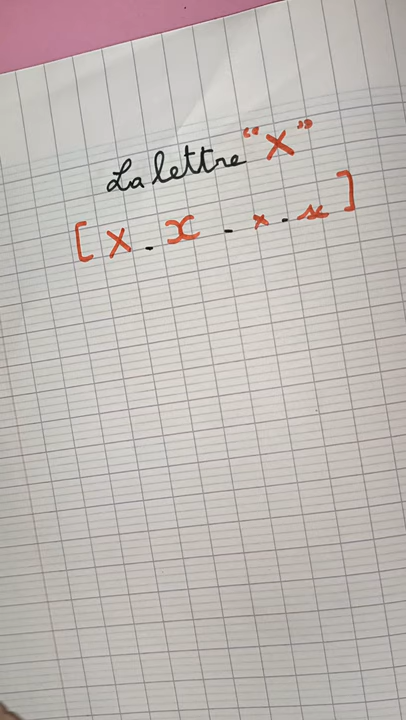 La lettre "X"
[ X - X - x - x ]